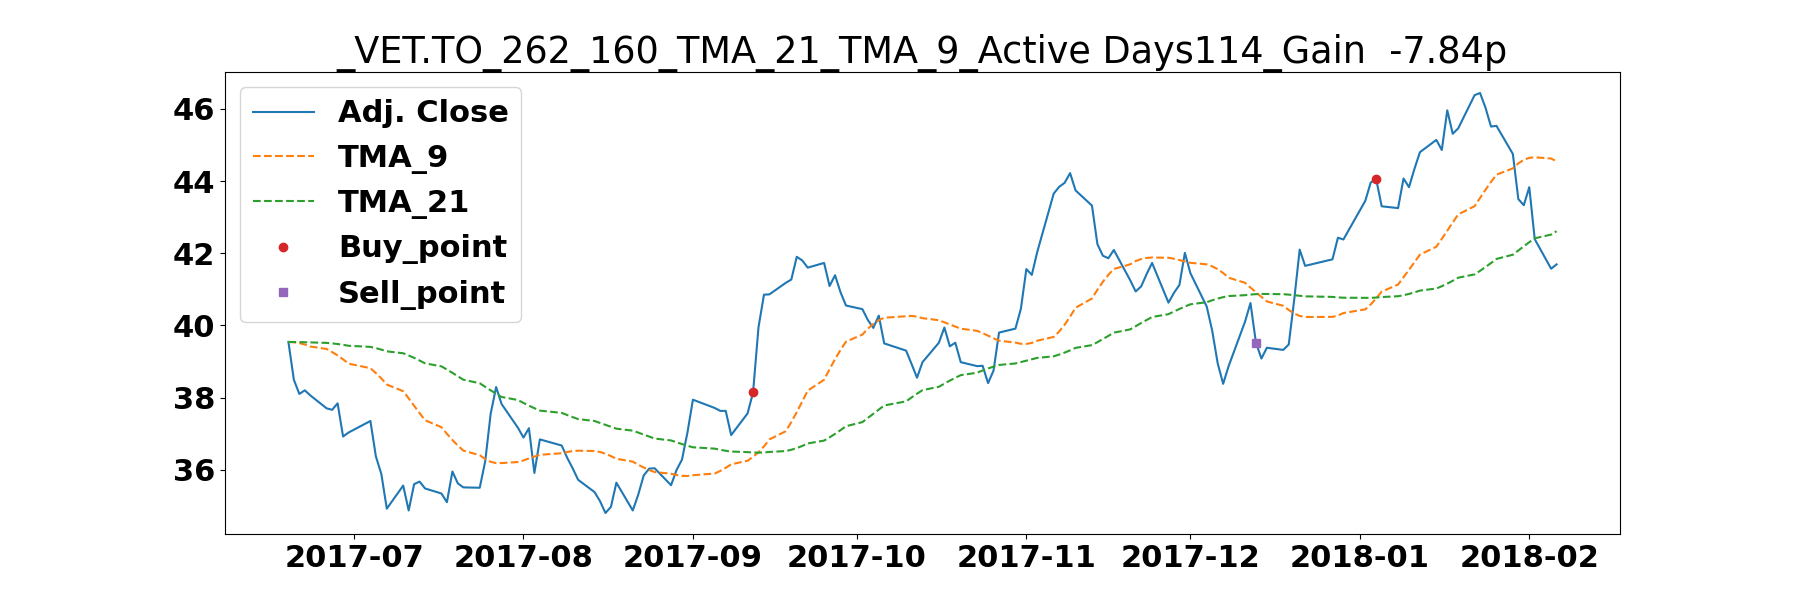 _VET.TO_262_160_TMA_21_TMA_9_Active Days114_Gain  -7.84p
46
44
42
40
38
36
Adj. Close
TMA_9
TMA_21
Buy_point
Sell_point
2017-07 2017-08 2017-09 2017-10 2017-11 2017-12 2018-01 2018-02